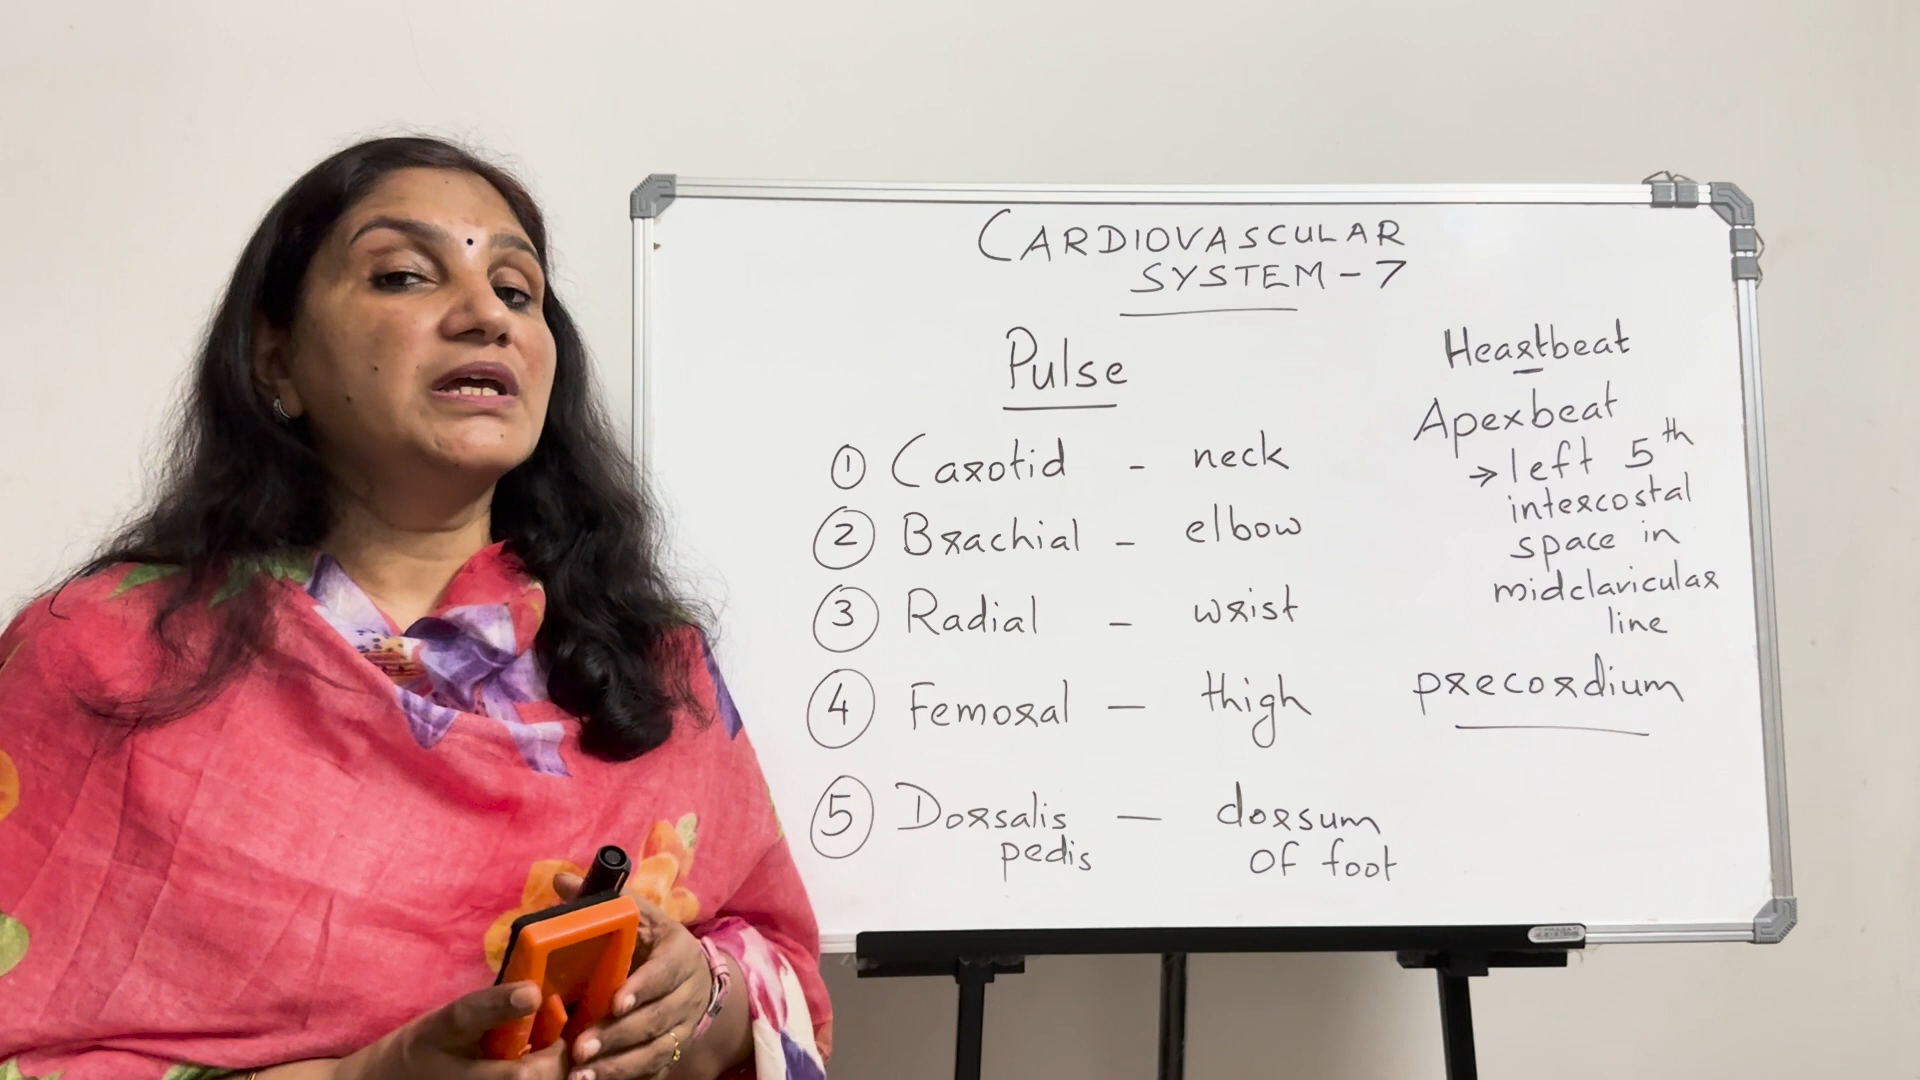 CARDIOVASCULAR
SYSTEM - 7
Pulse
① Carotid - neck
② Brachial - elbow
③ Radial - wrist
④ Femoral - thigh
⑤ Dorsalis - dorsum
pedis of foot
Heartbeat
Apexbeat
→ left 5th
intercostal
space in
midclavicular
line
precordium